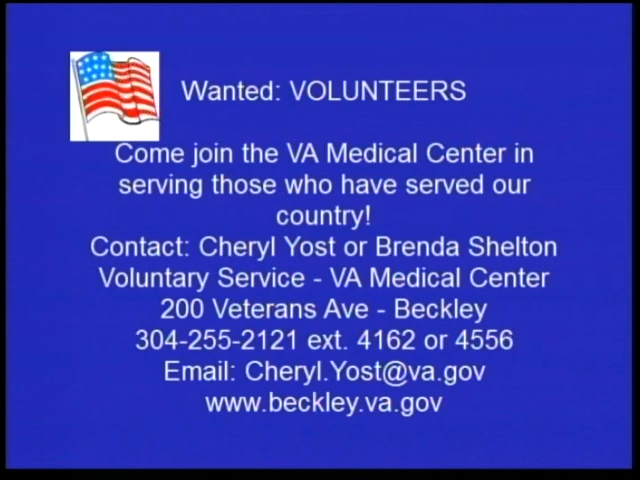 Wanted: VOLUNTEERS
Come join the VA Medical Center in
serving those who have served our
country!
Contact: Cheryl Yost or Brenda Shelton
Voluntary Service - VA Medical Center
200 Veterans Ave - Beckley
304-255-2121 ext. 4162 or 4556
Email: Cheryl.Yost@va.gov
www.beckley.va.gov